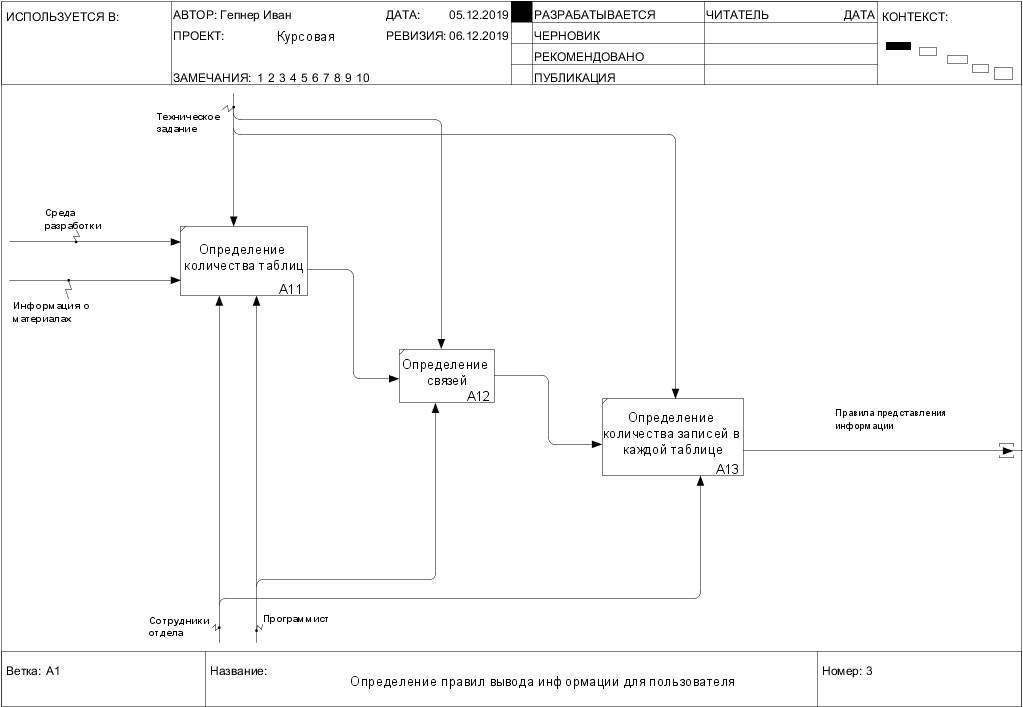 ИСПОЛЬЗУЕТСЯ В:
АВТОР: Гепнер Иван
ДАТА: 05.12.2019
ПРОЕКТ: Курсовая
РЕВИЗИЯ: 06.12.2019
ЗАМЕЧАНИЯ: 1 2 3 4 5 6 7 8 9 10
РАЗРАБАТЫВАЕТСЯ
ЧЕРНОВИК
РЕКОМЕНДОВАНО
ПУБЛИКАЦИЯ
ЧИТАТЕЛЬ ДАТА
КОНТЕКСТ:
Техническое
задание
Среда
разработки
Информация о
материалах
Определение
количества таблиц
A11
Определение
связей
A12
Определение
количества записей в
каждой таблице
A13
Правила представления
информации
Сотрудники
отдела
Программист
Ветка: A1
Название:
Определение правил вывода информации для пользователя
Номер: 3